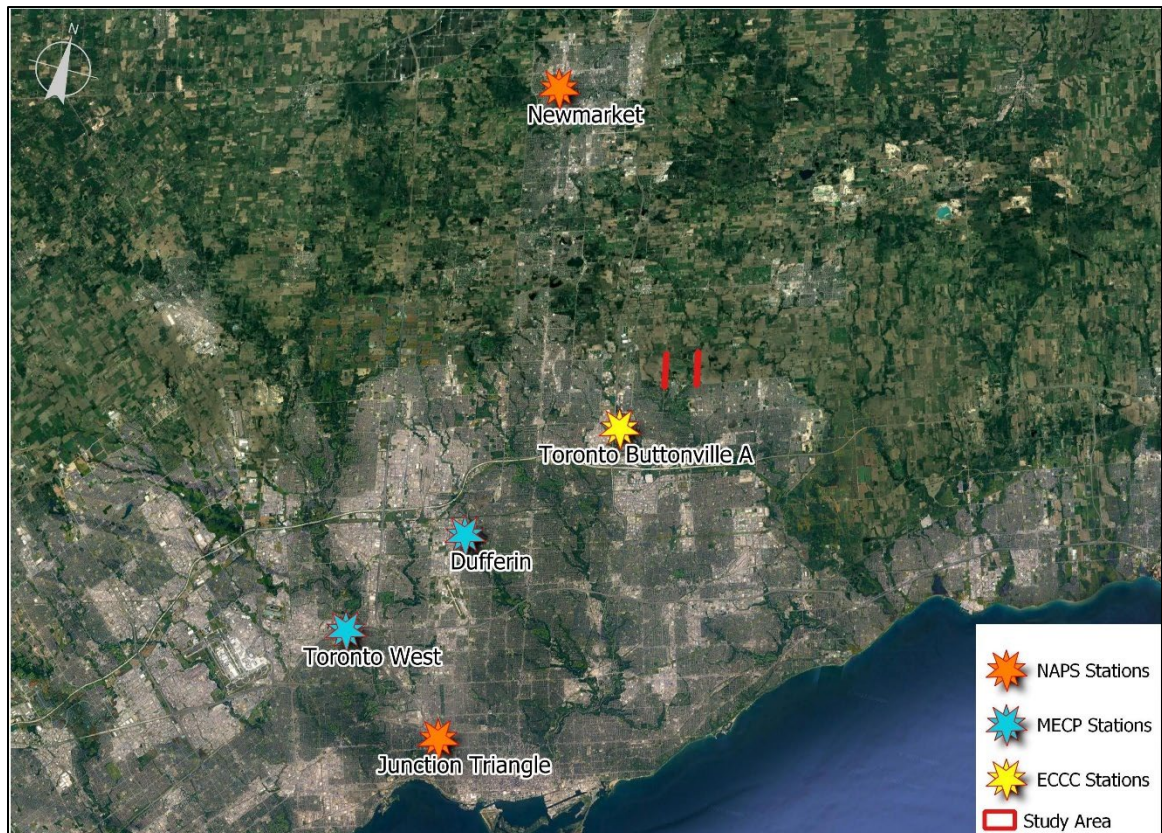 N
Newmarket
Toronto Buttonville A
Dufferin
Toronto West
Junction Triangle
NAPS Stations
MECP Stations
ECCC Stations
Study Area